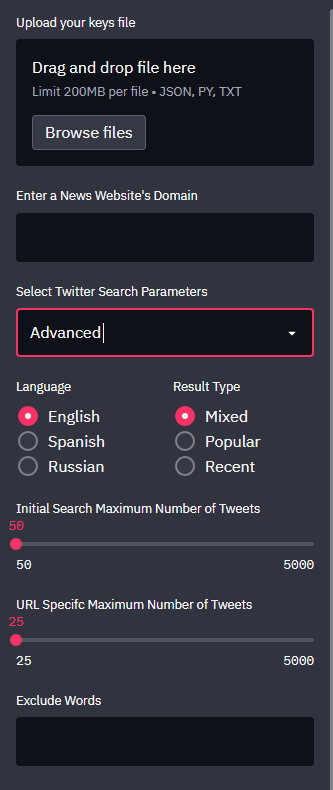 Upload your keys file
Drag and drop file here
Limit 200MB per file • JSON, PY, TXT
Browse files
Enter a News Website's Domain
Select Twitter Search Parameters
Advanced
Language Result Type
English Mixed
Spanish Popular
Russian Recent
Initial Search Maximum Number of Tweets
50
50 5000
URL Specifc Maximum Number of Tweets
25
25 5000
Exclude Words